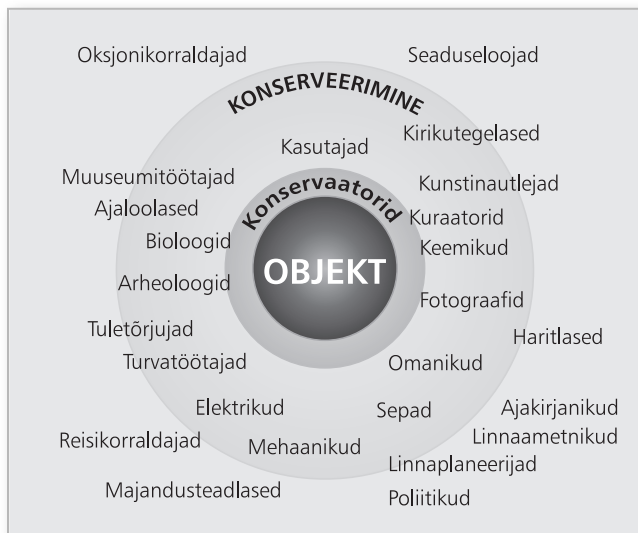 Oksjonikorraldajad
Seaduseloojad
KONSERVEERIMINE
Kirikutegelased
Kasutajad
Muuseumitöötajad
Kunstinautlejad
Konservaatorid
Ajaloolased
Kuraatorid
Bioloogid
Keemikud
OBJEKT
Arheoloogid
Fotograafid
Tuletõrjujad
Haritlased
Turvatöötajad
Omanikud
Elektrikud
Sepad
Ajakirjanikud
Reisikorraldajad
Mehaanikud
Linnaametnikud
Linnaplaneerijad
Majandusteadlased
Poliitikud